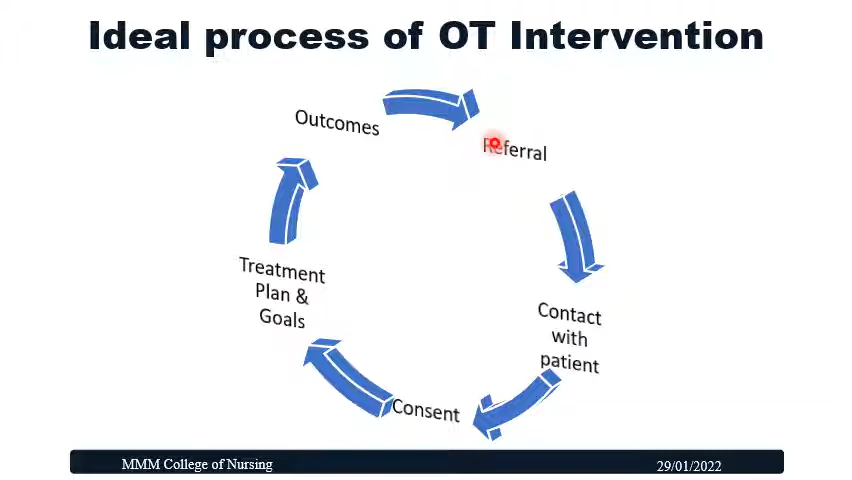 Ideal process of OT Intervention
Outcomes
Referral
Contact
with
patient
Consent
Treatment
Plan &
Goals
MMM College of Nursing
29/01/2022